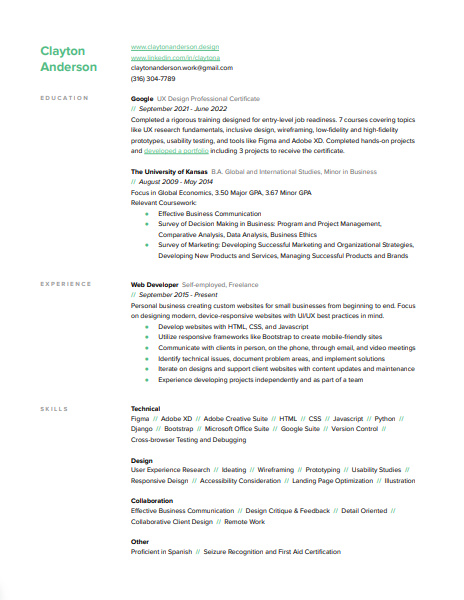 Clayton
Anderson
www.claytonanderson.design
www.linkedin.com/in/claytona
claytonanderson.work@gmail.com
(316) 304-7789
EDUCATION
Google UX Design Professional Certificate
// September 2021 - June 2022
Completed a rigorous training designed for entry-level job readiness. 7 courses covering topics
like UX research fundamentals, inclusive design, wireframing, low-fidelity and high-fidelity
prototypes, usability testing, and tools like Figma and Adobe XD. Completed hands-on projects
and developed a portfolio including 3 projects to receive the certificate.
The University of Kansas B.A. Global and International Studies, Minor in Business
// August 2009 - May 2014
Focus in Global Economics, 3.50 Major GPA, 3.67 Minor GPA
Relevant Coursework:
● Effective Business Communication
● Survey of Decision Making in Business: Program and Project Management,
Comparative Analysis, Data Analysis, Business Ethics
● Survey of Marketing: Developing Successful Marketing and Organizational Strategies,
Developing New Products and Services, Managing Successful Products and Brands
EXPERIENCE
Web Developer Self-employed, Freelance
// September 2015 - Present
Personal business creating custom websites for small businesses from beginning to end. Focus
on designing modern, device-responsive websites with UI/UX best practices in mind.
● Develop websites with HTML, CSS, and Javascript
● Utilize responsive frameworks like Bootstrap to create mobile-friendly sites
● Communicate with clients in person, on the phone, through email, and video meetings
● Identify technical issues, document problem areas, and implement solutions
● Iterate on designs and support client websites with content updates and maintenance
● Experience developing projects independently and as part of a team
SKILLS
Technical
Figma // Adobe XD // Adobe Creative Suite // HTML // CSS // Javascript // Python //
Django // Bootstrap // Microsoft Office Suite // Google Suite // Version Control //
Cross-browser Testing and Debugging
Design
User Experience Research // Ideating // Wireframing // Prototyping // Usability Studies //
Responsive Design // Accessibility Consideration // Landing Page Optimization // Illustration
Collaboration
Effective Business Communication // Design Critique & Feedback // Detail Oriented //
Collaborative Client Design // Remote Work
Other
Proficient in Spanish // Seizure Recognition and First Aid Certification